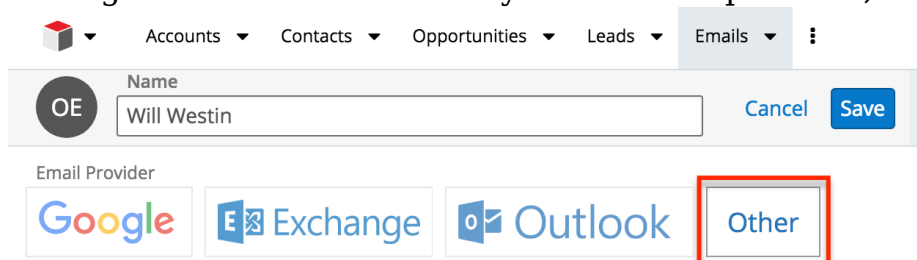 Accounts Contacts Opportunities Leads Emails
Name
OE Will Westin Cancel Save
Email Provider
Google E Exchange o Outlook Other